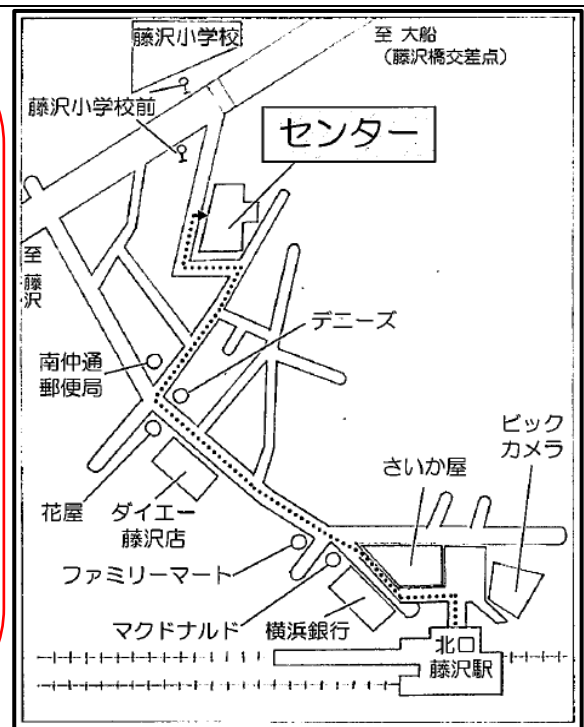 藤沢小学校
至 大船
（藤沢橋交差点）
藤沢小学校前
センター
至
藤沢
デニーズ
南仲通
郵便局
ビック
カメラ
さいか屋
花屋
ダイエー
藤沢店
ファミリーマート
マクドナルド
横浜銀行
北口
藤沢駅